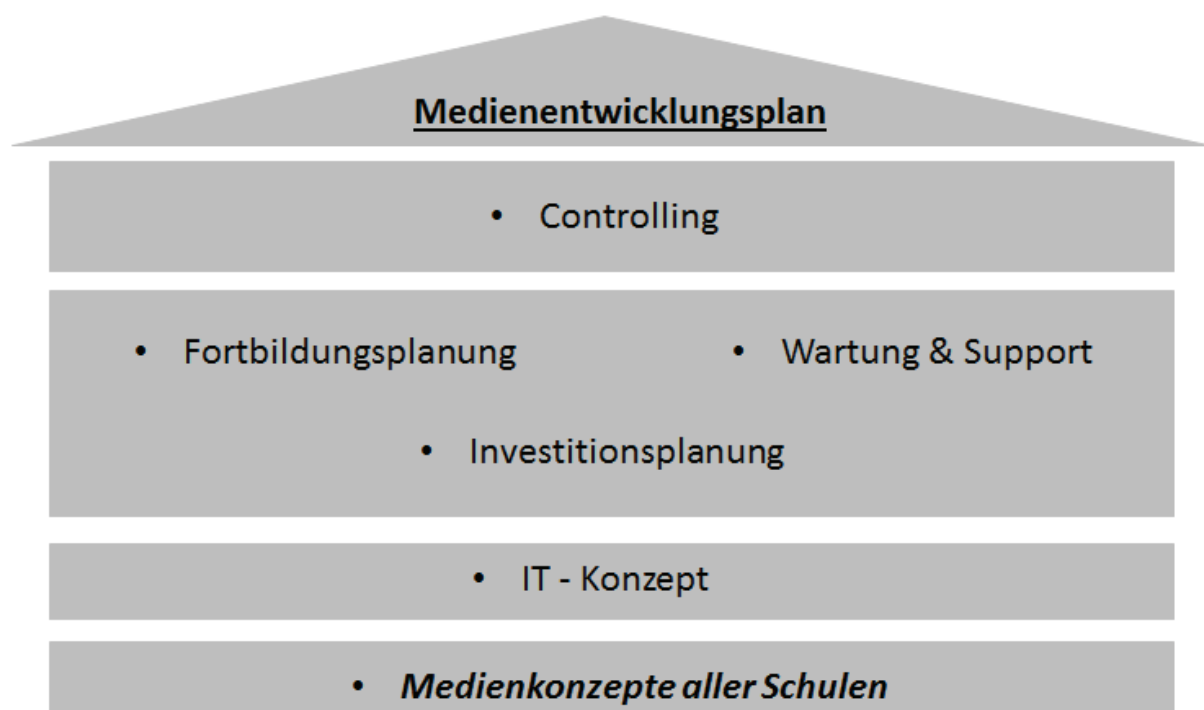 Medienentwicklungsplan
• Controlling
• Fortbildungsplanung • Wartung & Support
• Investitionsplanung
• IT - Konzept
• Medienkonzepte aller Schulen